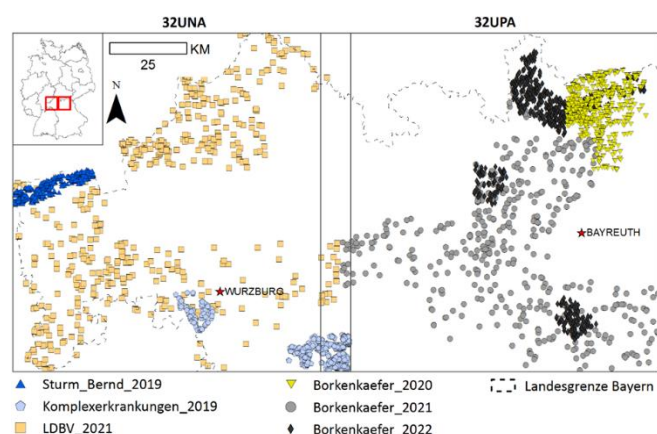 32UNA
32UPA
KM
25
N
BAYREUTH
WURZBURG
Sturm_Bernd_2019
Komplexerkrankungen_2019
LDBV_2021
Borkenkaefer_2020
Borkenkaefer_2021
Borkenkaefer_2022
Landesgrenze Bayern